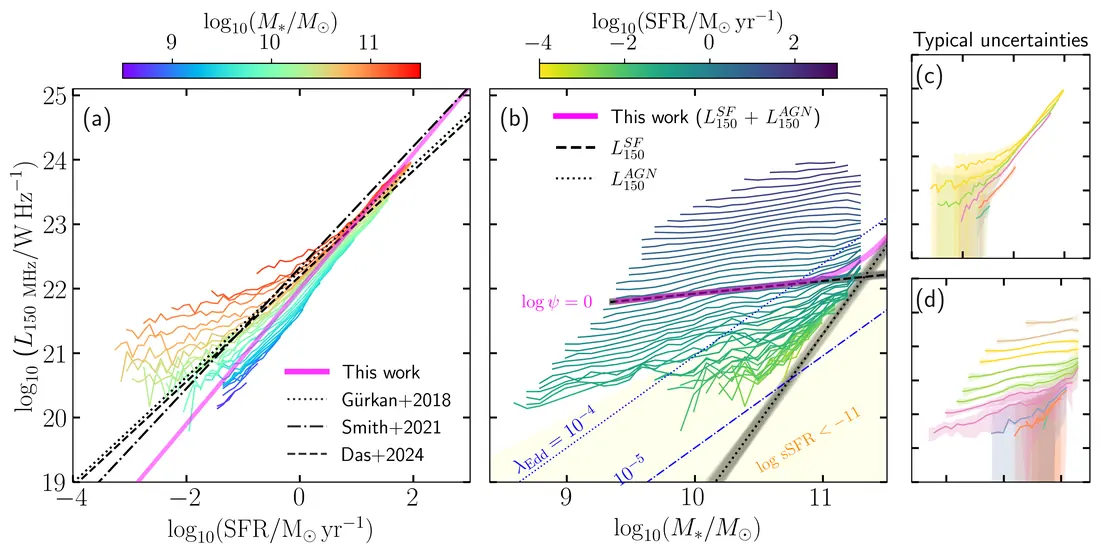 log₁₀(M*/M⊙)
9 10 11
log₁₀(SFR/M⊙ yr⁻¹)
−4 −2 0 2
Typical uncertainties
(a)
log₁₀ (L₁₅₀ MHz/W Hz⁻¹)
25
24
23
22
21
20
19
This work
Gürkan+2018
Smith+2021
Das+2024
−4 −2 0 2
log₁₀(SFR/M⊙ yr⁻¹)
(b)
This work (L₁₅₀^SF + L₁₅₀^AGN)
L₁₅₀^SF
L₁₅₀^AGN
log ψ = 0
λEdd = 10⁻⁴
10⁻⁵
log sSFR < −11
9 10 11
log₁₀(M*/M⊙)
(c)
(d)